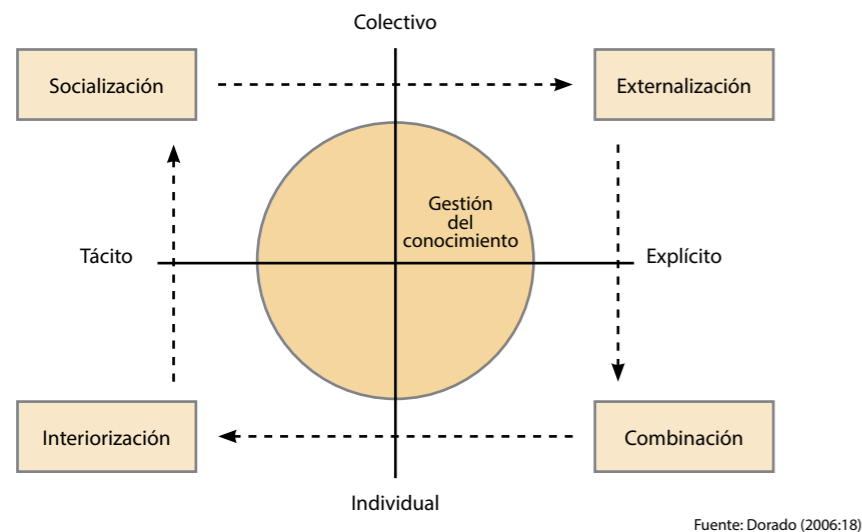 Colectivo
Socialización
Externalización
Gestión
del
conocimiento
Tácito
Explícito
Interiorización
Combinación
Individual
Fuente: Dorado (2006:18)